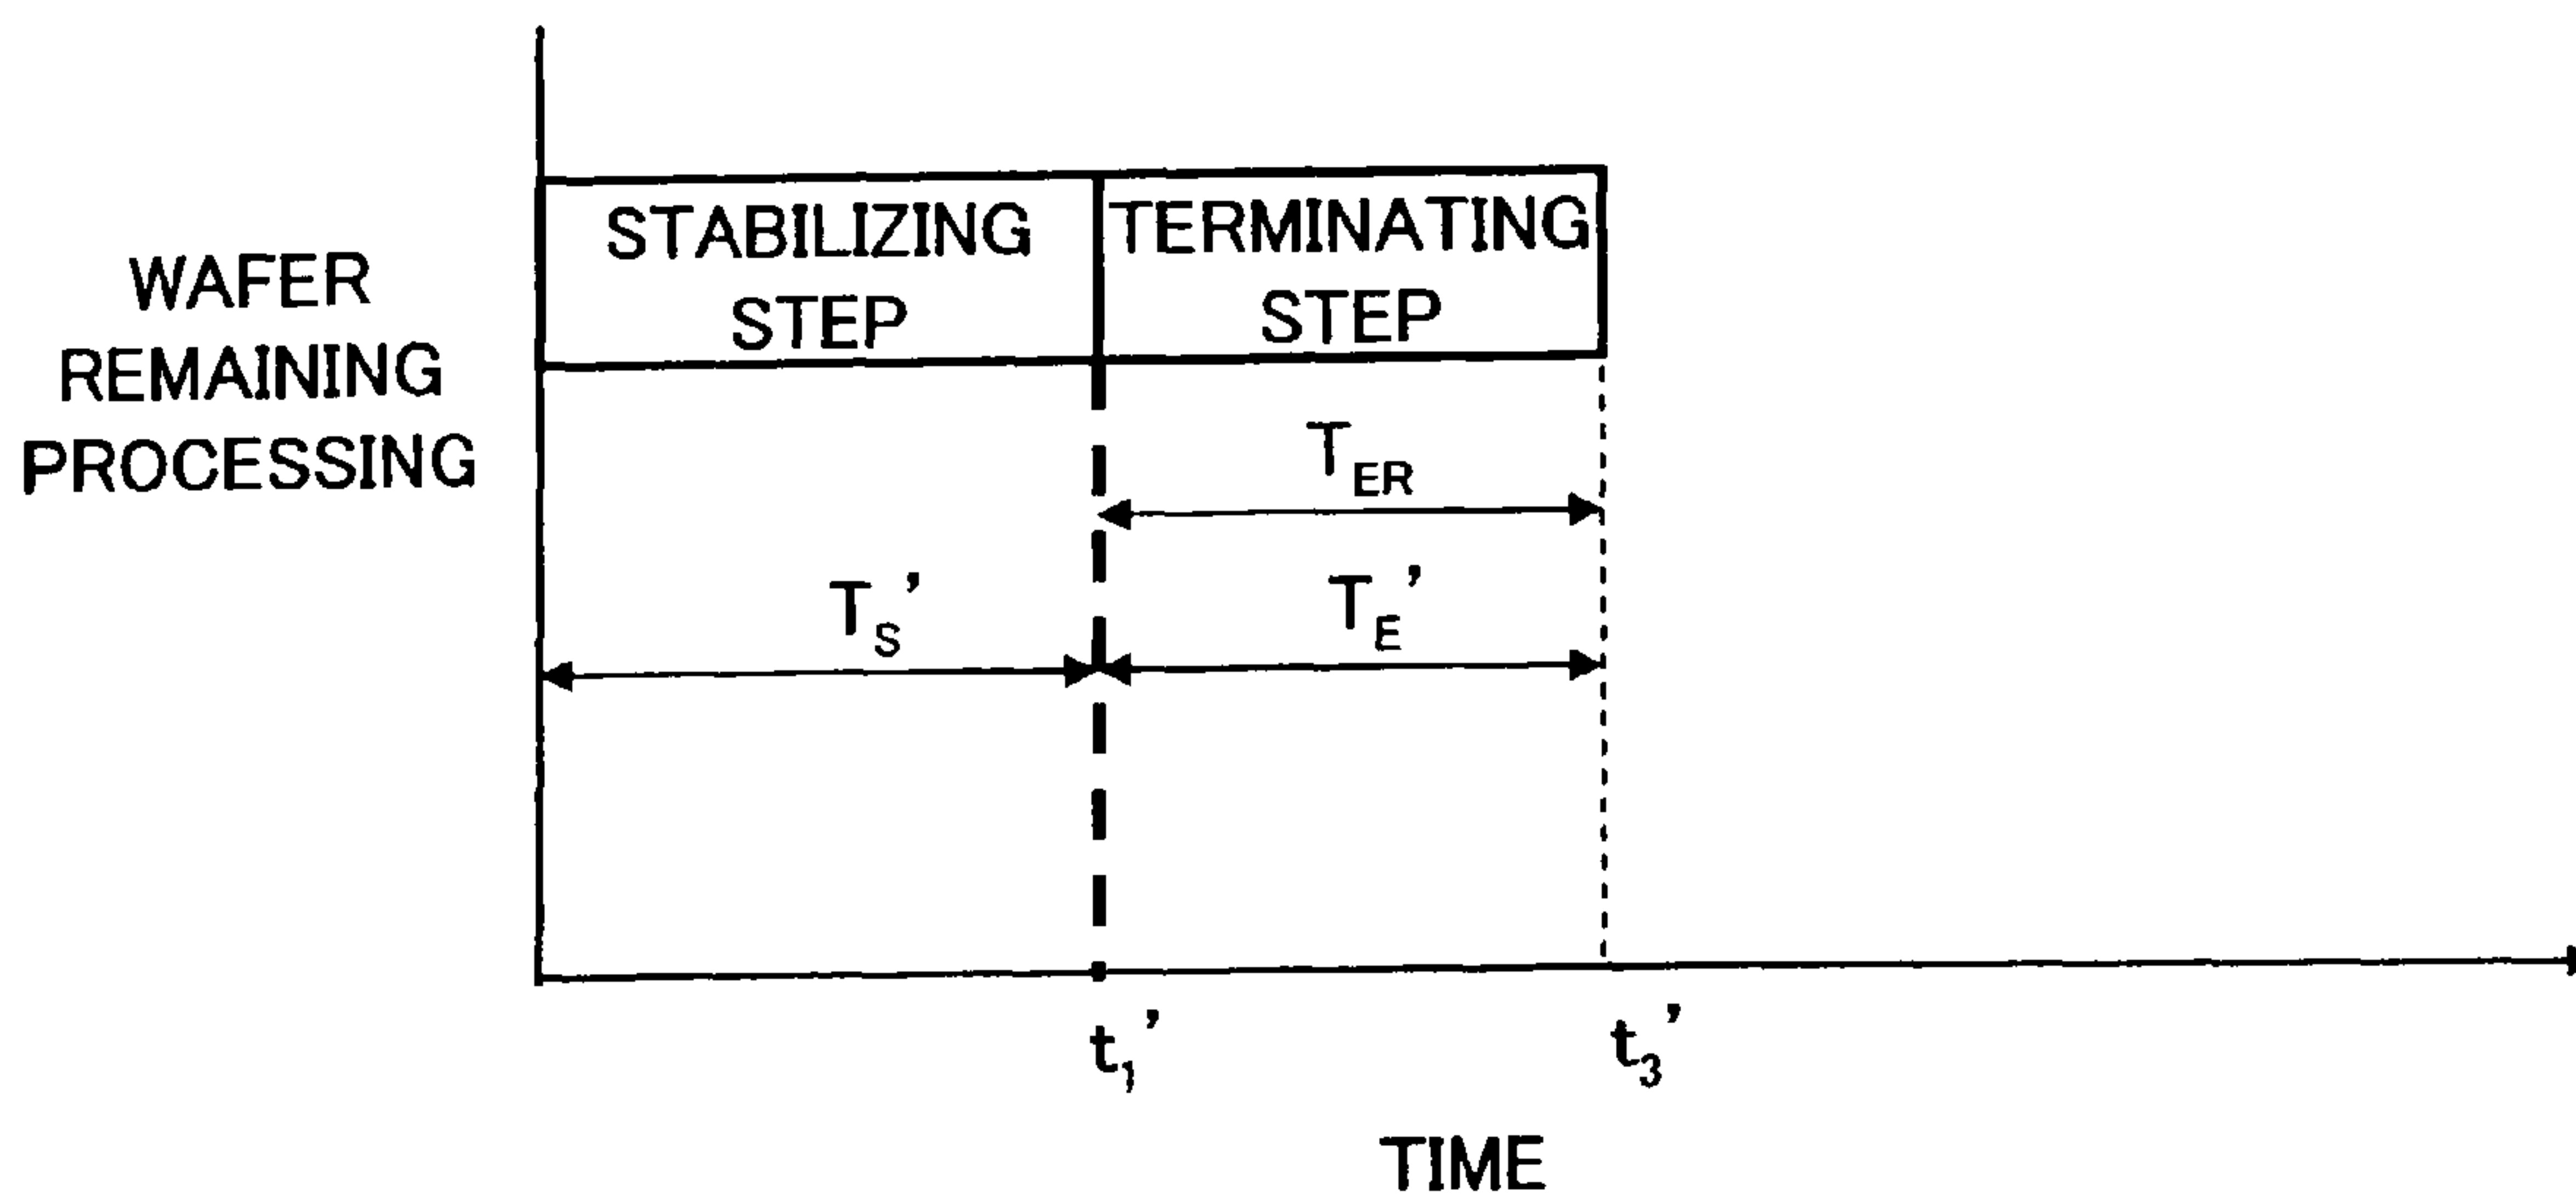 STABILIZING
STEP
TERMINATING
STEP
WAFER
REMAINING
PROCESSING
T_ER
T_S'
T_E'
t_1'
t_3'
TIME